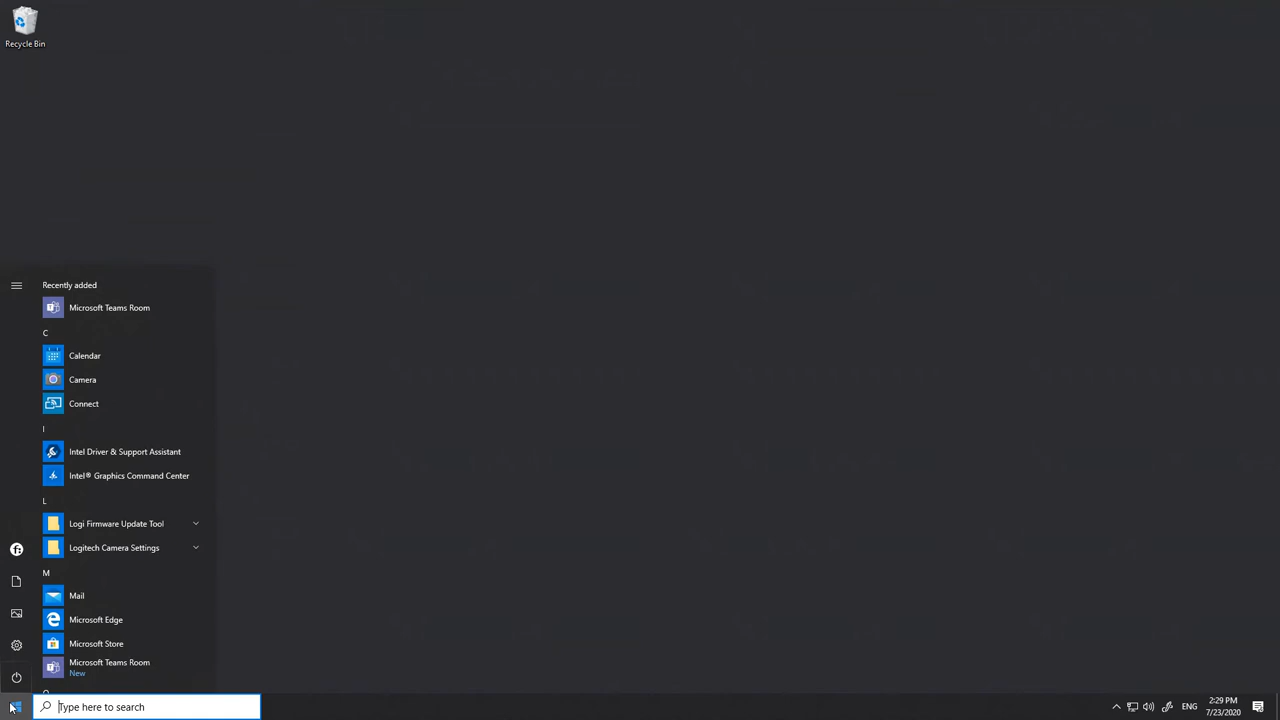 Recycle Bin
Recently added
Microsoft Teams Room
C
Calendar
Camera
Connect
I
Intel Driver & Support Assistant
Intel® Graphics Command Center
L
Logi Firmware Update Tool
Logitech Camera Settings
M
Mail
Microsoft Edge
Microsoft Store
Microsoft Teams Room
New
Type here to search
ENG
2:29 PM
7/23/2020